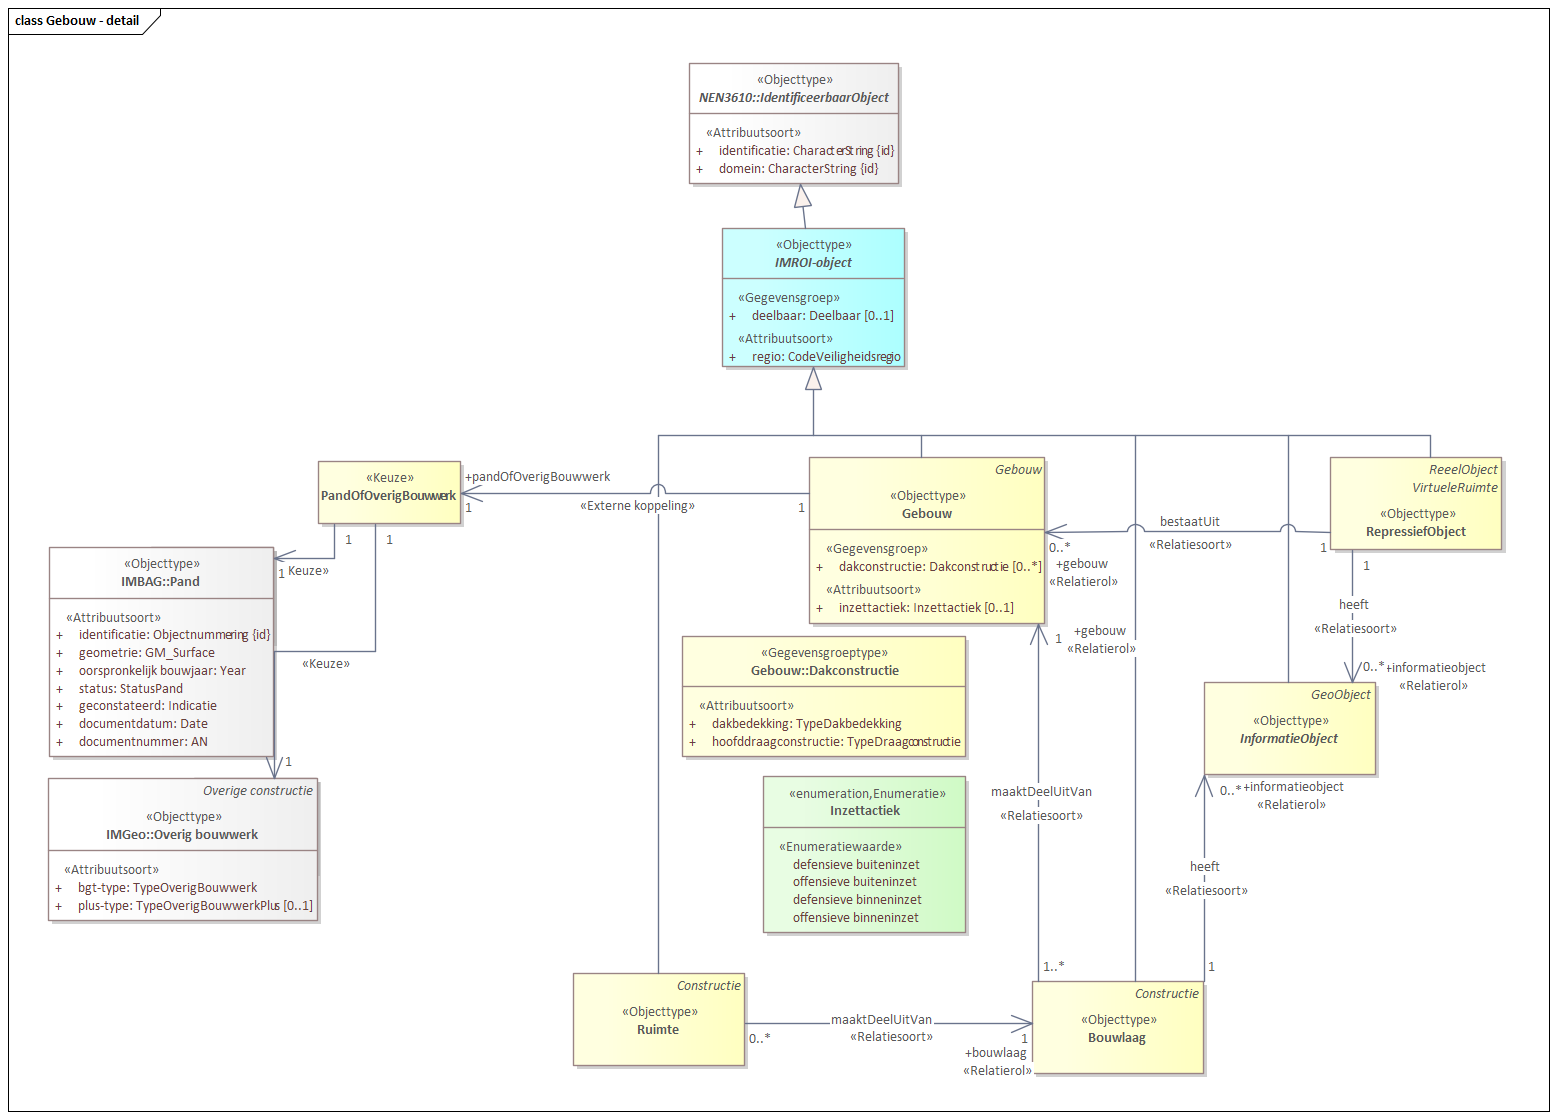 class Gebouw - detail
«Objecttype»
NEN3610::IdentificeerbaarObject
«Attribuutsoort»
+ identificatie: CharacterString {id}
+ domein: CharacterString {id}
«Objecttype»
IMROI-object
«Gegevensgroep»
+ deelbaar: Deelbaar [0..1]
«Attribuutsoort»
+ regio: CodeVeiligheidsregio
«Keuze»
PandOfOverigBouwwerk
+pandOfOverigBouwwerk
1
«Externe koppeling»
1
Gebouw
«Objecttype»
Gebouw
«Gegevensgroep»
+ dakconstructie: Dakconstructie [0..*]
«Attribuutsoort»
+ inzettactiek: Inzettactiek [0..1]
bestaatUit
«Relatiesoort»
1
0..*
+gebouw
«Relatierol»
ReeelObject
VirtueleRuimte
«Objecttype»
RepressiefObject
1
heeft
«Relatiesoort»
0..* +informatieobject
«Relatierol»
1
1
1 Keuze»
«Keuze»
1
«Objecttype»
IMBAG::Pand
«Attribuutsoort»
+ identificatie: Objectnummering {id}
+ geometrie: GM_Surface
+ oorspronkelijk bouwjaar: Year
+ status: StatusPand
+ geconstateerd: Indicatie
+ documentdatum: Date
+ documentnummer: AN
Overige constructie
«Objecttype»
IMGeo::Overig bouwwerk
«Attribuutsoort»
+ bgt-type: TypeOverigBouwwerk
+ plus-type: TypeOverigBouwwerkPlus [0..1]
«Gegevensgroeptype»
Gebouw::Dakconstructie
«Attribuutsoort»
+ dakbedekking: TypeDakbedekking
+ hoofddraagconstructie: TypeDraagconstructie
«enumeration,Enumeratie»
Inzettactiek
«Enumeratiewaarde»
defensieve buiteninzet
offensieve buiteninzet
defensieve binneninzet
offensieve binneninzet
1
+gebouw
«Relatierol»
maaktDeelUitVan
«Relatiesoort»
1..*
GeoObject
«Objecttype»
InformatieObject
0..* +informatieobject
«Relatierol»
heeft
«Relatiesoort»
1
Constructie
«Objecttype»
Ruimte
0..*
maaktDeelUitVan
«Relatiesoort»
1
+bouwlaag
«Relatierol»
Constructie
«Objecttype»
Bouwlaag